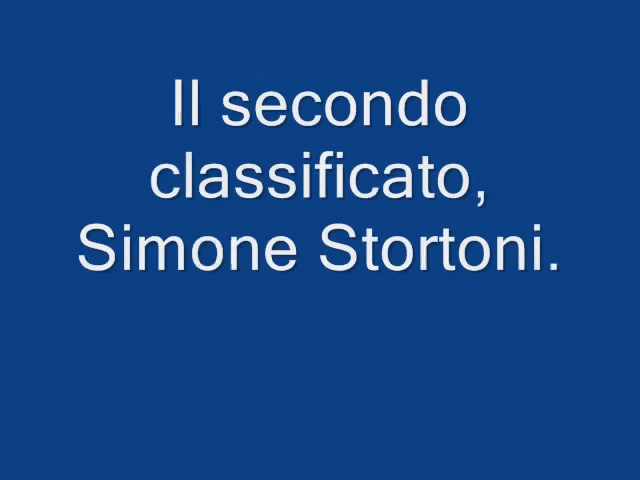 Il secondo
classificato,
Simone Stortoni.